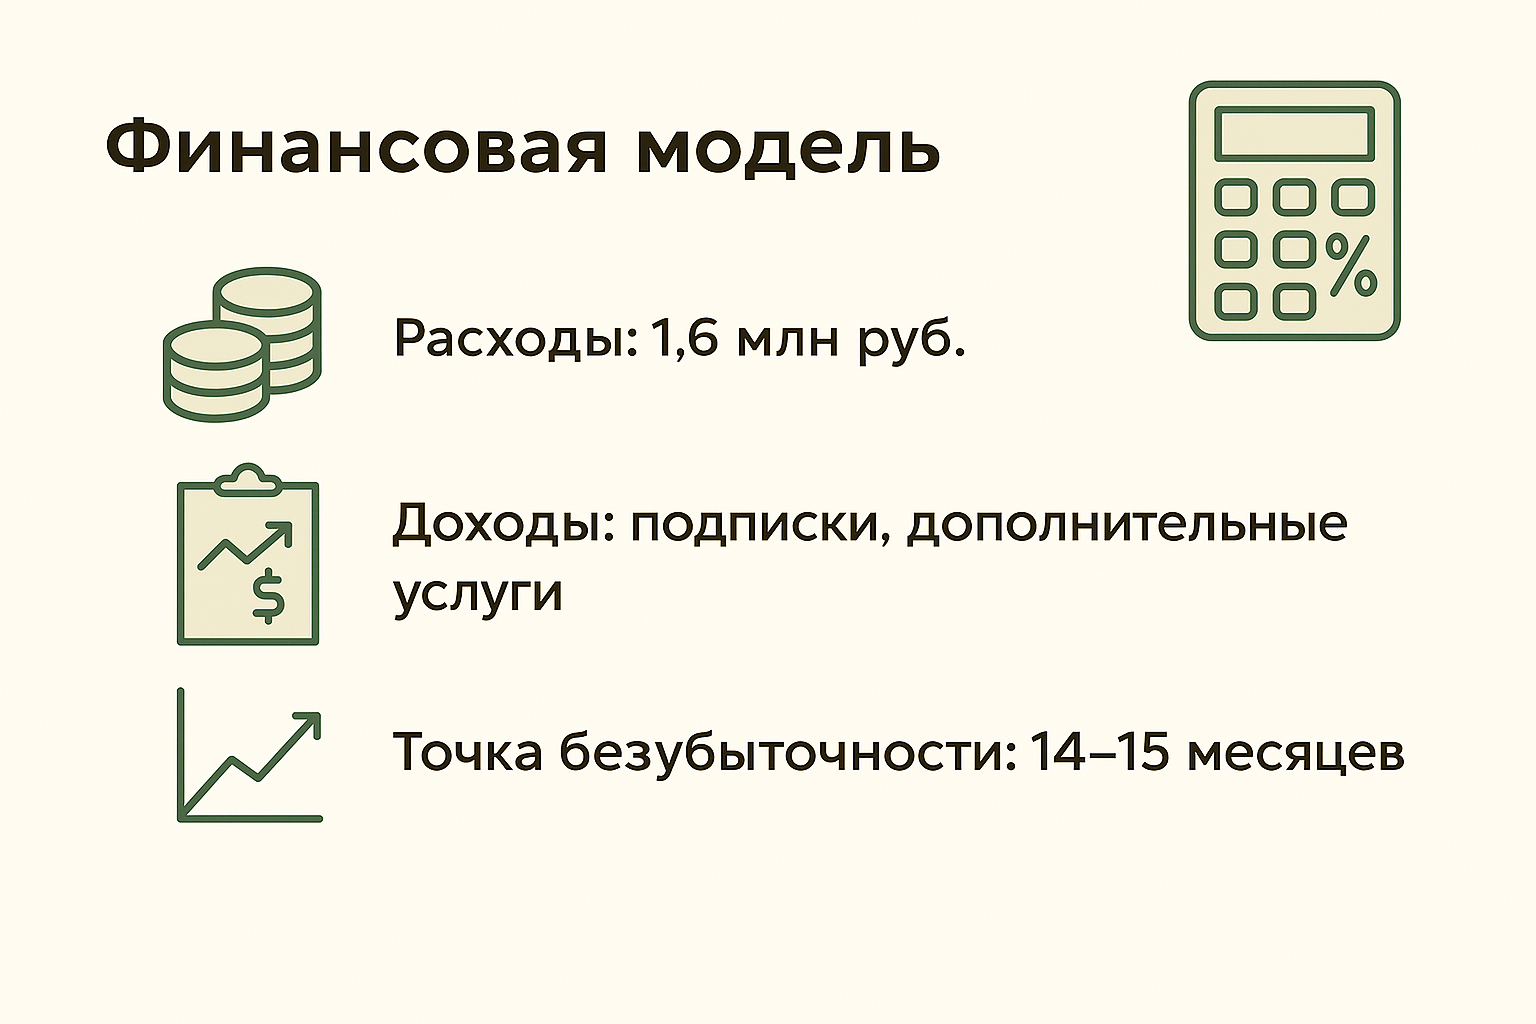 Финансовая модель
%
Расходы: 1,6 млн руб.
Доходы: подписки, дополнительные
услуги
$
Точка безубыточности: 14–15 месяцев